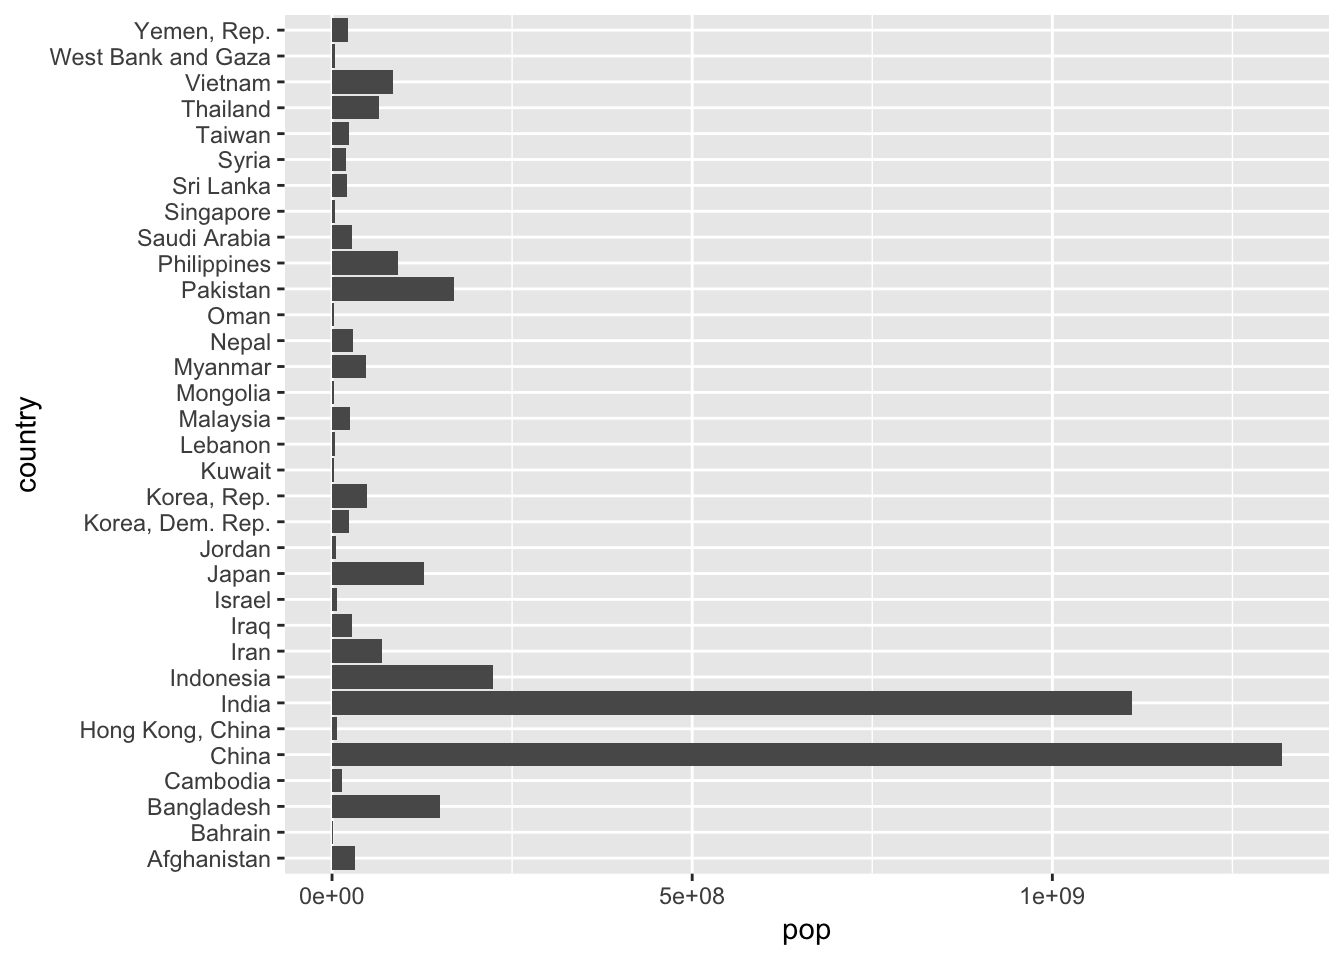 Yemen, Rep.
West Bank and Gaza
Vietnam
Thailand
Taiwan
Syria
Sri Lanka
Singapore
Saudi Arabia
Philippines
Pakistan
Oman
Nepal
Myanmar
Mongolia
Malaysia
Lebanon
Kuwait
Korea, Rep.
Korea, Dem. Rep.
Jordan
Japan
Israel
Iraq
Iran
Indonesia
India
Hong Kong, China
China
Cambodia
Bangladesh
Bahrain
Afghanistan
country
0e+00 5e+08 1e+09
pop